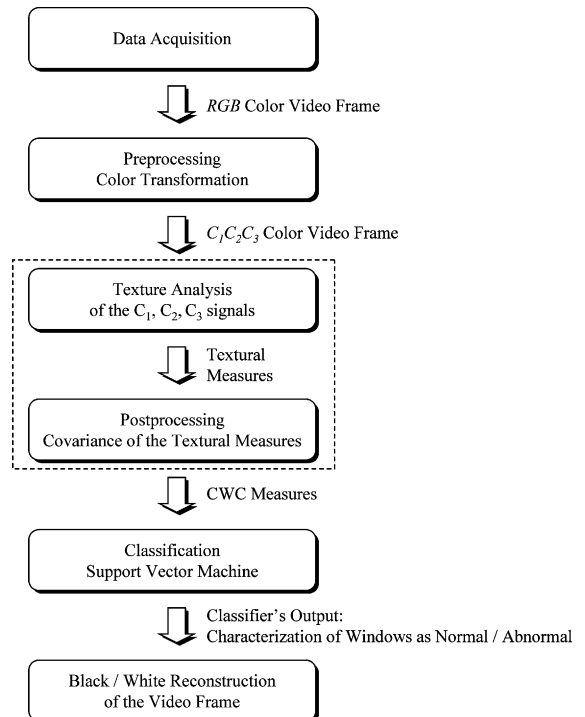 Data Acquisition
RGB Color Video Frame
Preprocessing
Color Transformation
C₁C₂C₃ Color Video Frame
Texture Analysis
of the C₁, C₂, C₃ signals
Textural
Measures
Postprocessing
Covariance of the Textural Measures
CWC Measures
Classification
Support Vector Machine
Classifier's Output:
Characterization of Windows as Normal / Abnormal
Black / White Reconstruction
of the Video Frame